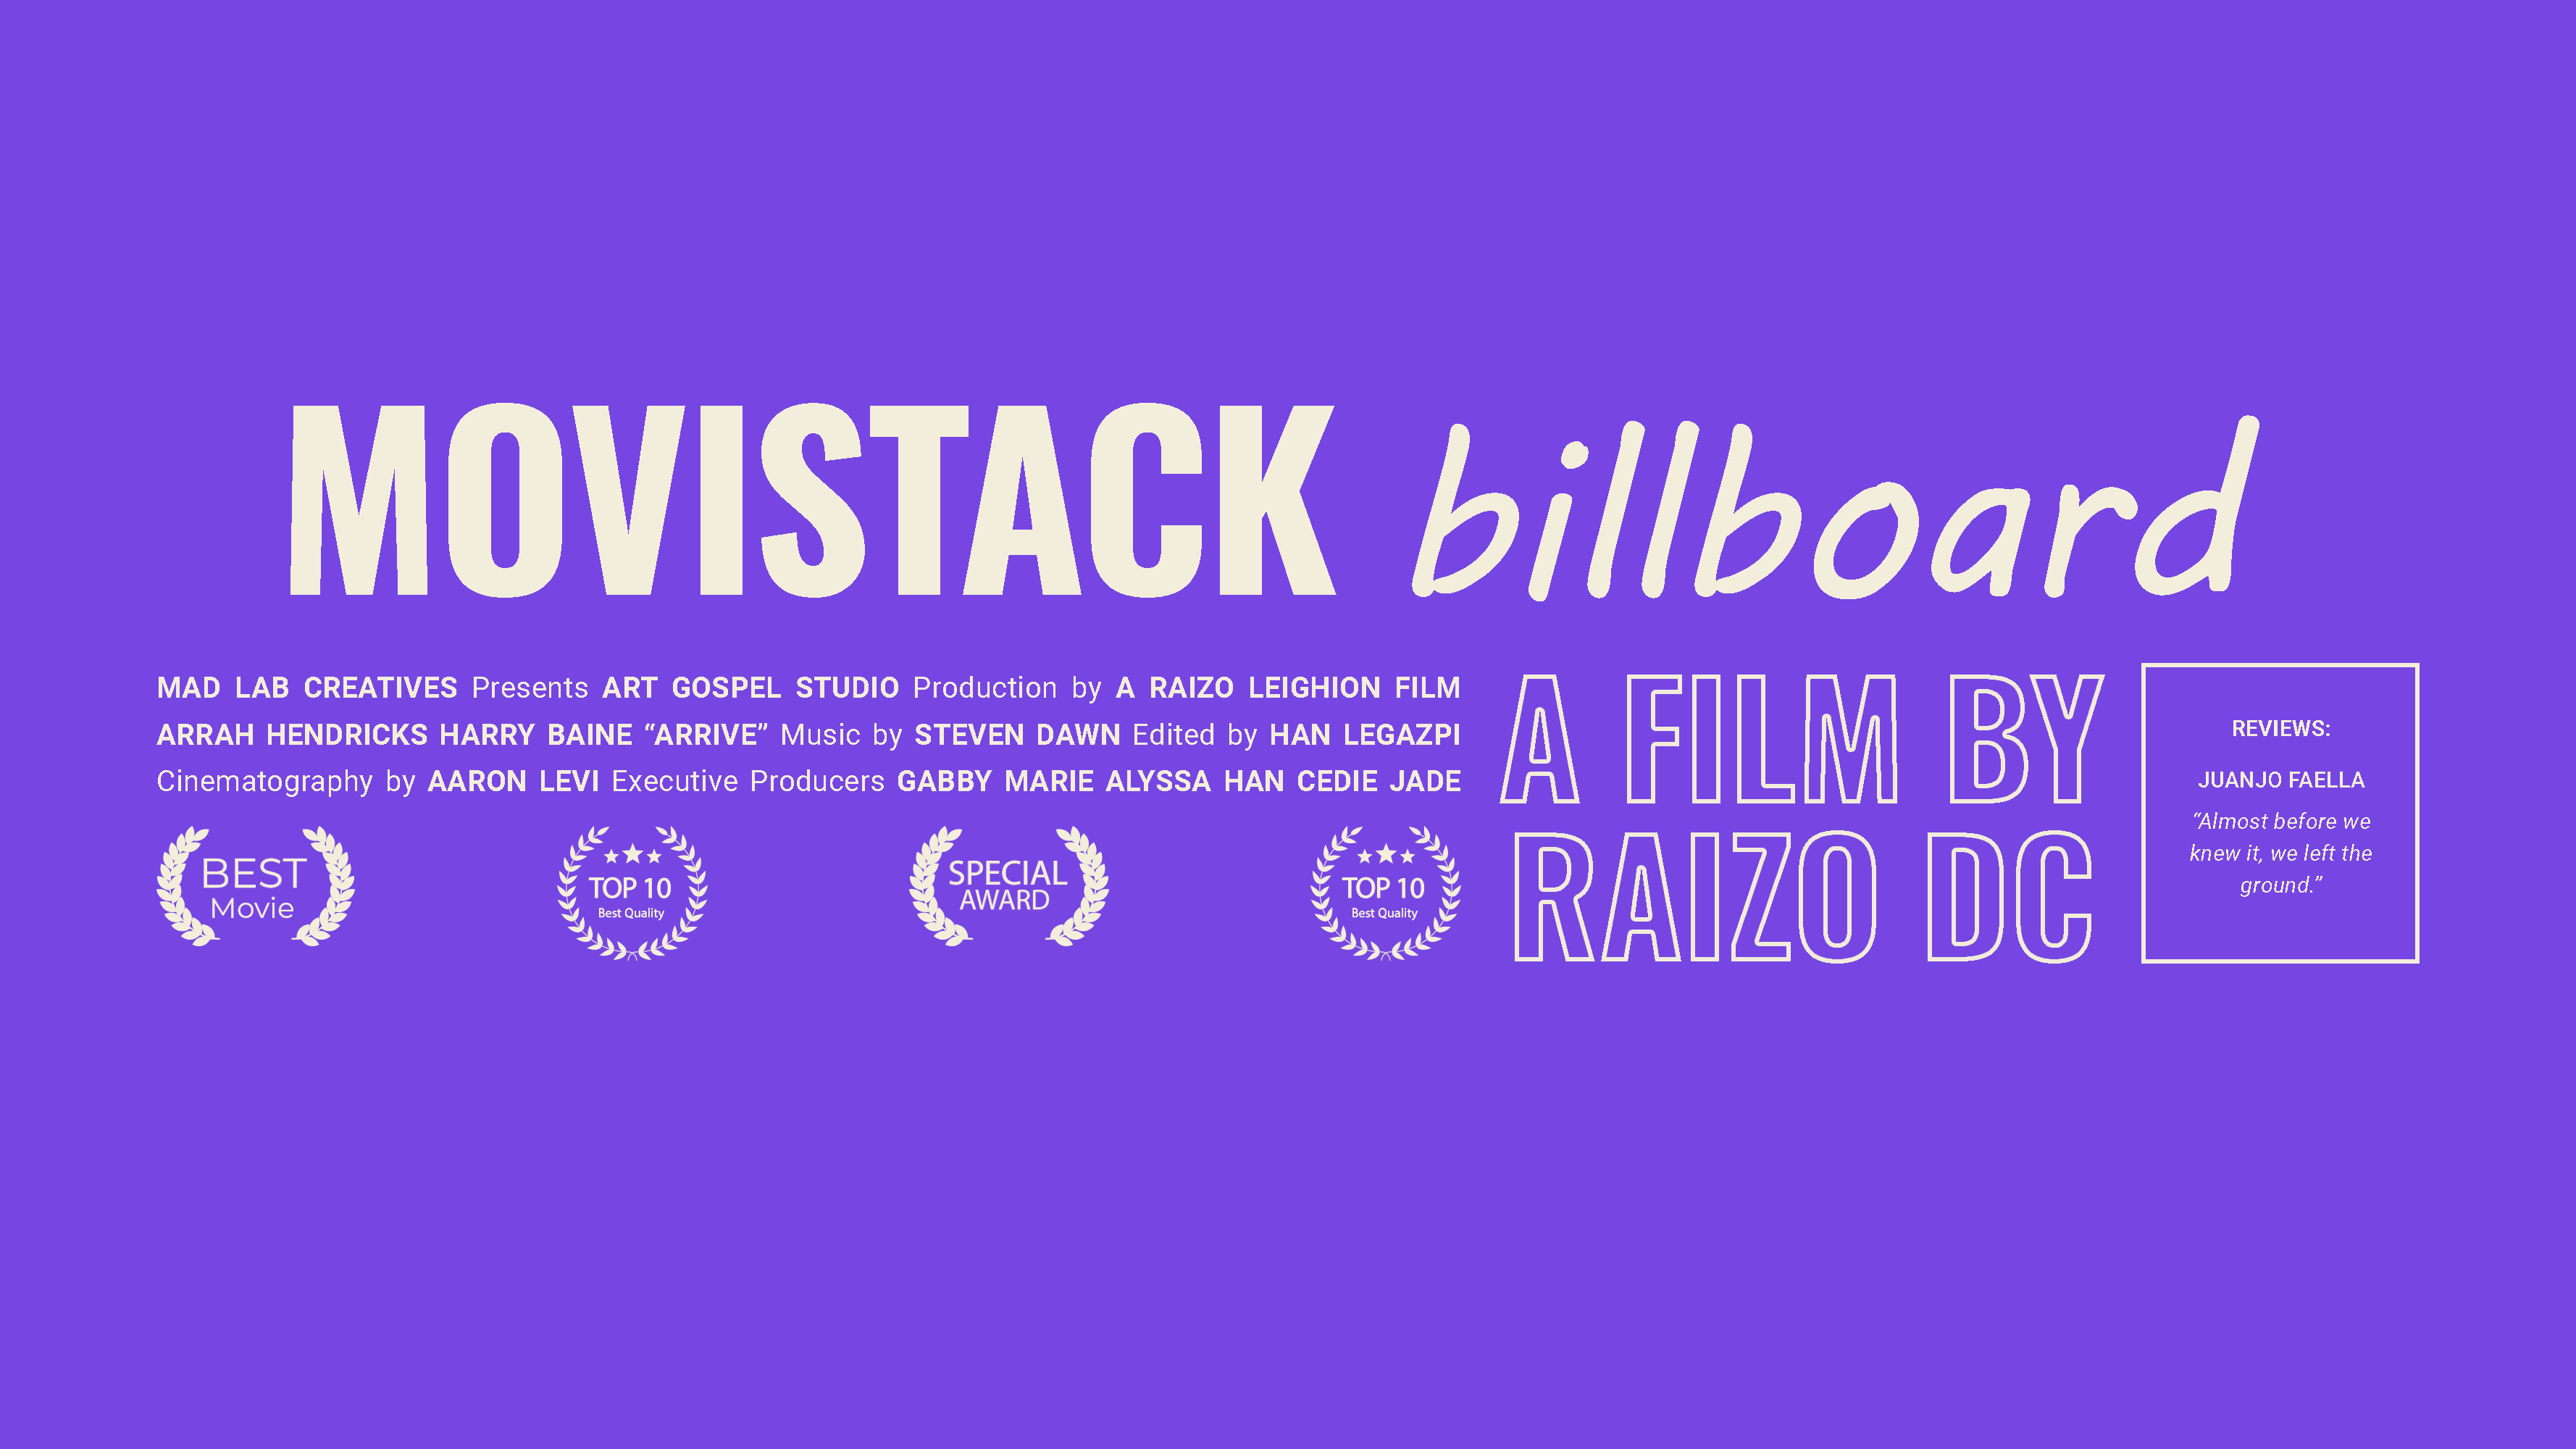 MOVISTACK billboard
MAD LAB CREATIVES Presents ART GOSPEL STUDIO Production by A RAIZO LEIGHION FILM
ARRAH HENDRICKS HARRY BAINE “ARRIVE” Music by STEVEN DAWN Edited by HAN LEGAZPI
Cinematography by AARON LEVI Executive Producers GABBY MARIE ALYSSA HAN CEDIE JADE
BEST
Movie
TOP 10
Best Quality
SPECIAL
AWARD
TOP 10
Best Quality
A FILM BY
RAIZO DC
REVIEWS:
JUANJO FAELLA
“Almost before we
knew it, we left the
ground.”